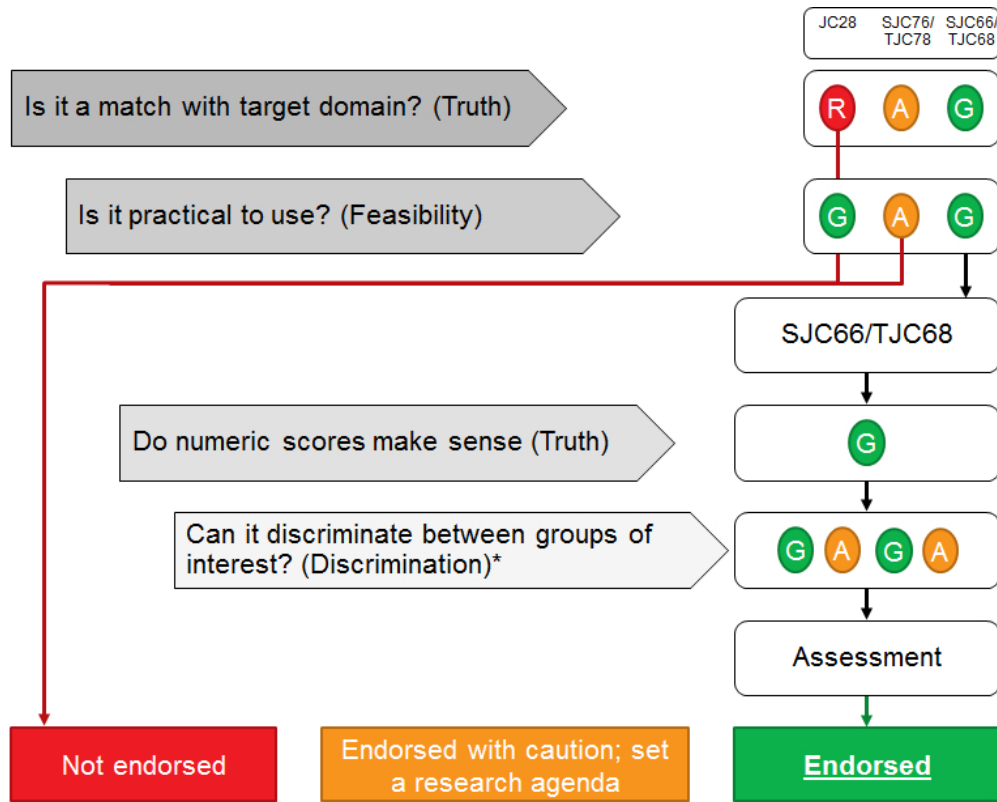 JC28 SJC76/ SJC66/
TJC78 TJC68
Is it a match with target domain? (Truth)
R A G
Is it practical to use? (Feasibility)
G A G
SJC66/TJC68
Do numeric scores make sense (Truth)
G
Can it discriminate between groups of
interest? (Discrimination)*
G A G A
Assessment
Not endorsed
Endorsed with caution; set
a research agenda
Endorsed